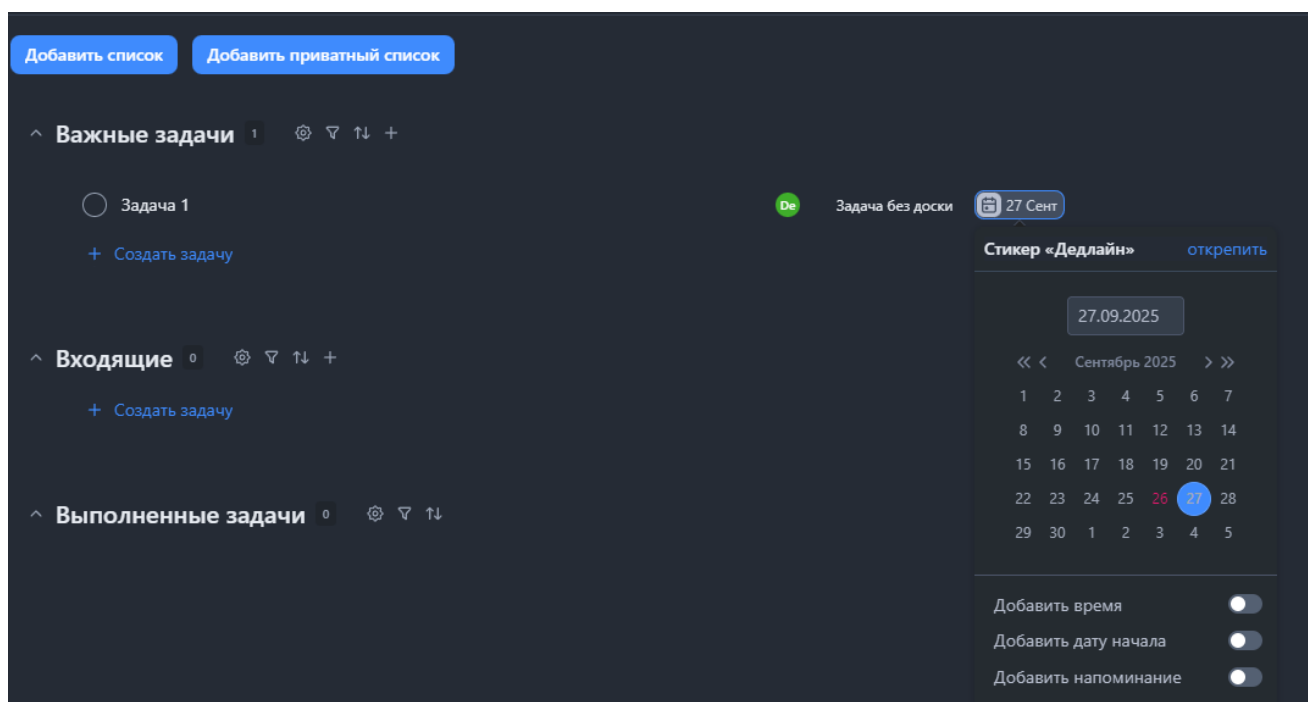 Добавить список Добавить приватный список
Важные задачи 1
Задача 1 De Задача без доски 27 Сент
+ Создать задачу
Стикер «Дедлайн» открепить
27.09.2025
Входящие 0
« < Сентябрь 2025 > »
+ Создать задачу
1 2 3 4 5 6 7
8 9 10 11 12 13 14
15 16 17 18 19 20 21
22 23 24 25 26 27 28
29 30 1 2 3 4 5
Выполненные задачи 0
Добавить время
Добавить дату начала
Добавить напоминание